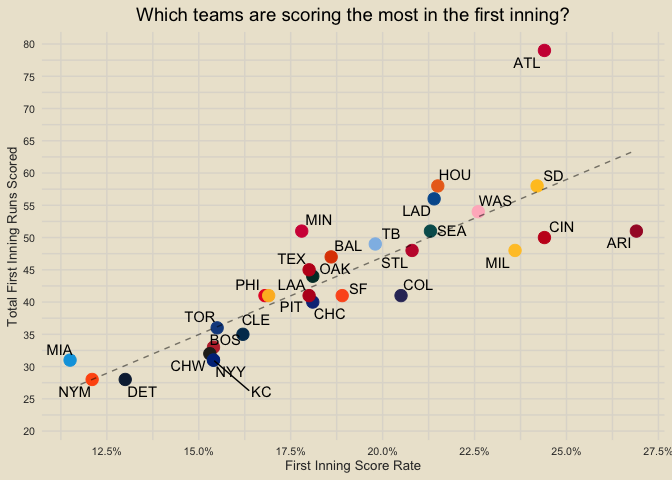 Which teams are scoring the most in the first inning?
Total First Inning Runs Scored
80
75
70
65
60
55
50
45
40
35
30
25
20
ATL
HOU
SD
LAD
WAS
MIN
SEA
CIN
TB
ARI
BAL
STL
MIL
TEX
OAK
PHI
LAA
SF
COL
PIT
CHC
TOR
CLE
BOS
MIA
CHW
NYY
NYM
DET
KC
12.5%
15.0%
17.5%
20.0%
22.5%
25.0%
27.5%
First Inning Score Rate